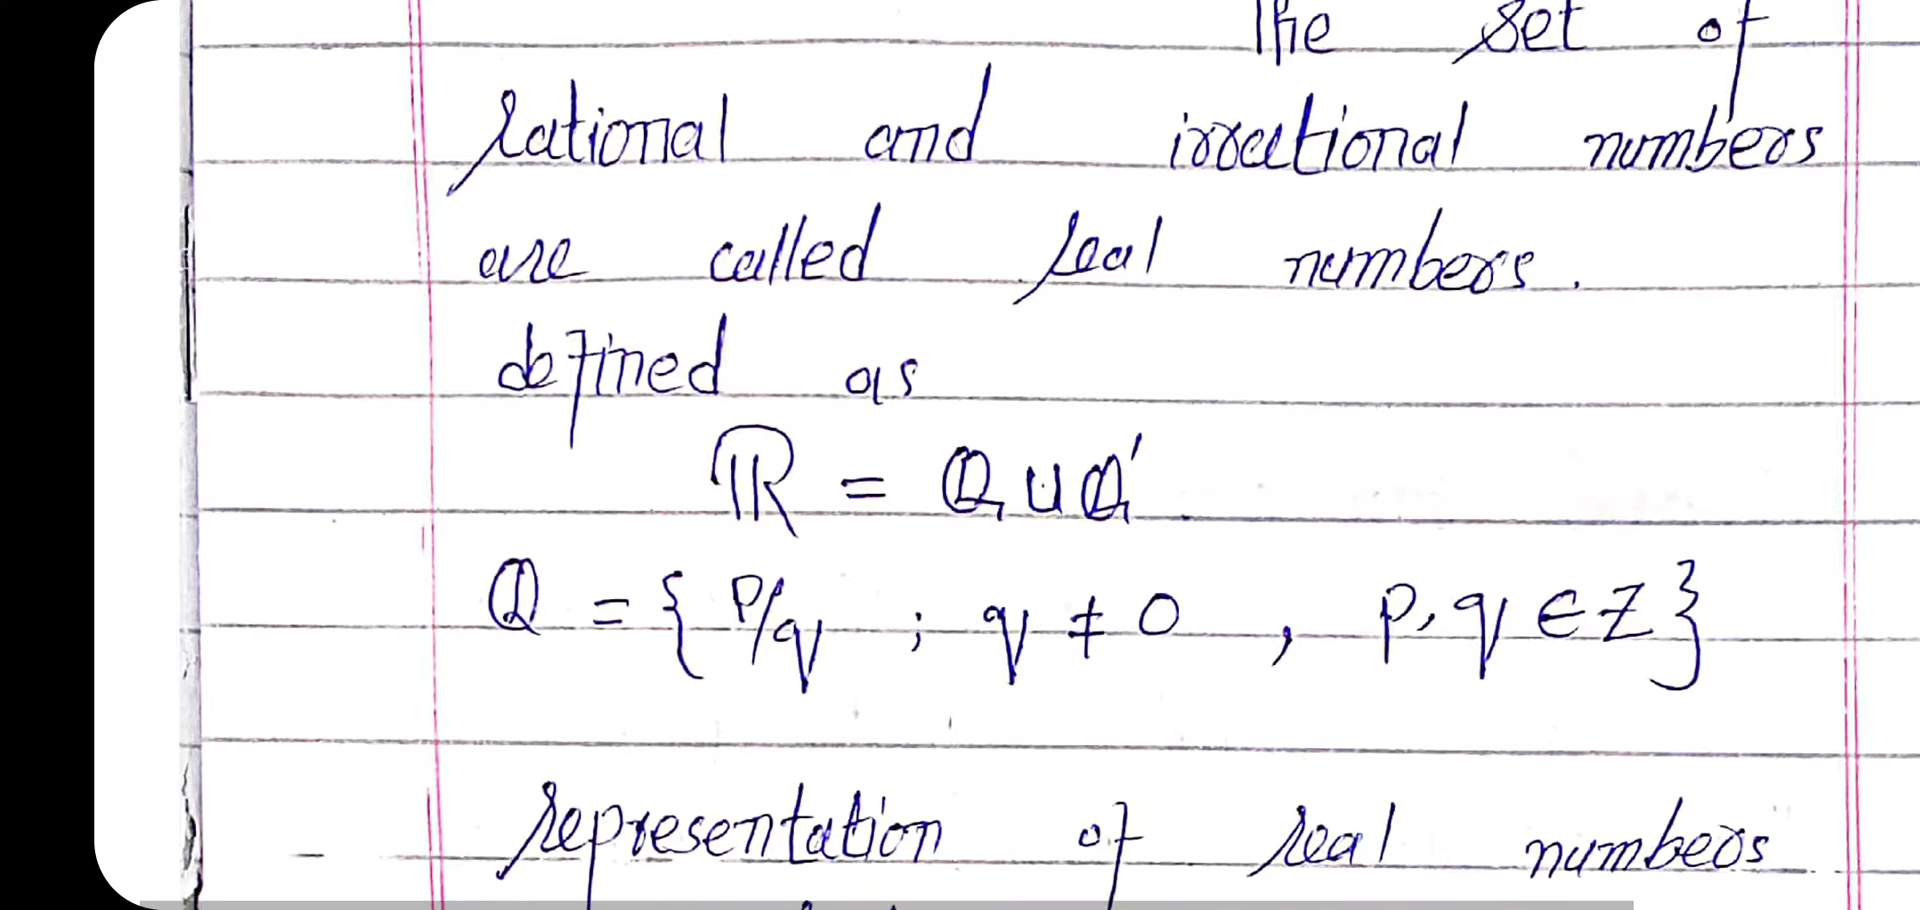 The set of
rational and irrational numbers
are called real numbers.
defined as
ℝ = ℚ ∪ ℚ'.
ℚ = { p/q ; q ≠ 0 , p, q ∈ Z }
representation of real numbers